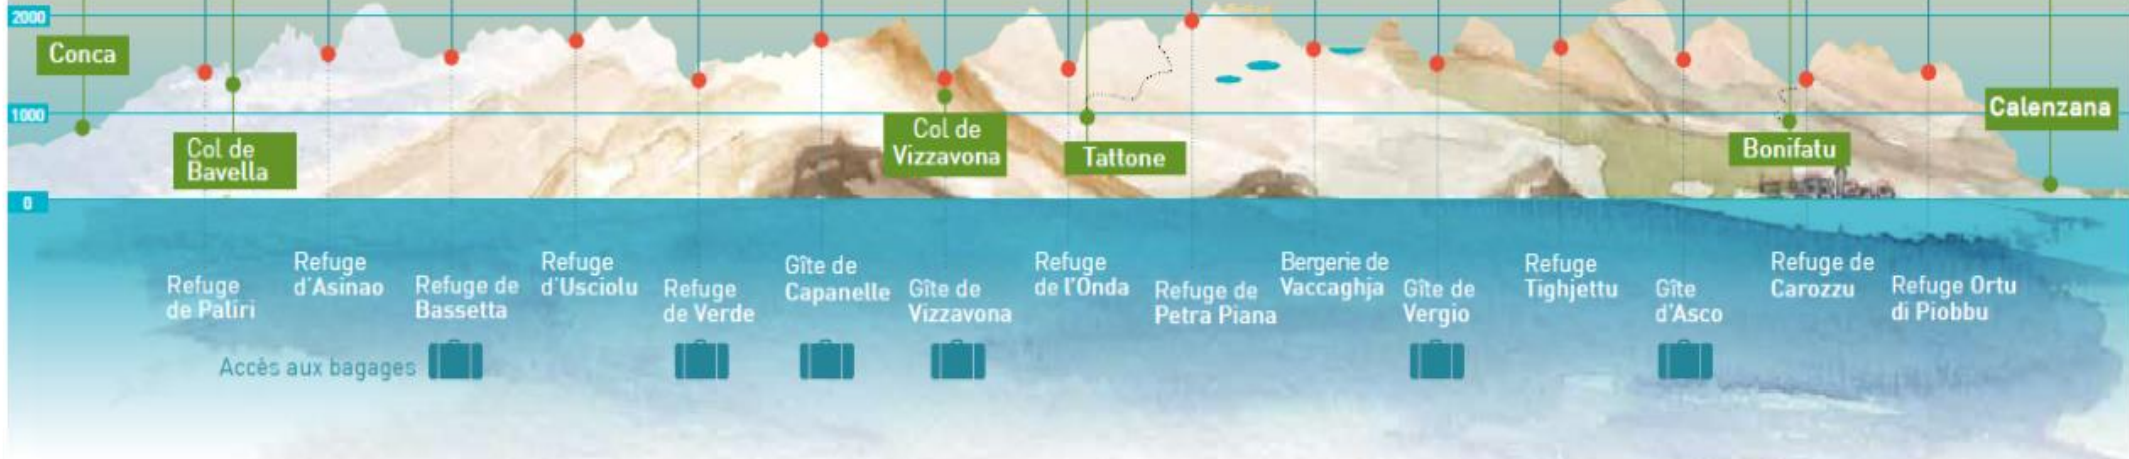 2000
Conca
1000
Calenzana
Col de
Bavella
Col de
Vizzavona
Tattone
Bonifatu
0
Refuge
de Paliri
Refuge
d'Asinao
Refuge de
Bassetta
Refuge
d'Usciolu
Refuge
de Verde
Gîte de
Capanelle
Gîte de
Vizzavona
Refuge
de l'Onda
Refuge de
Petra Piana
Bergerie de
Vaccaghja
Gîte de
Vergio
Refuge
Tighjettu
Gîte
d'Asco
Refuge de
Carozzu
Refuge Ortu
di Piobbu
Accès aux bagages